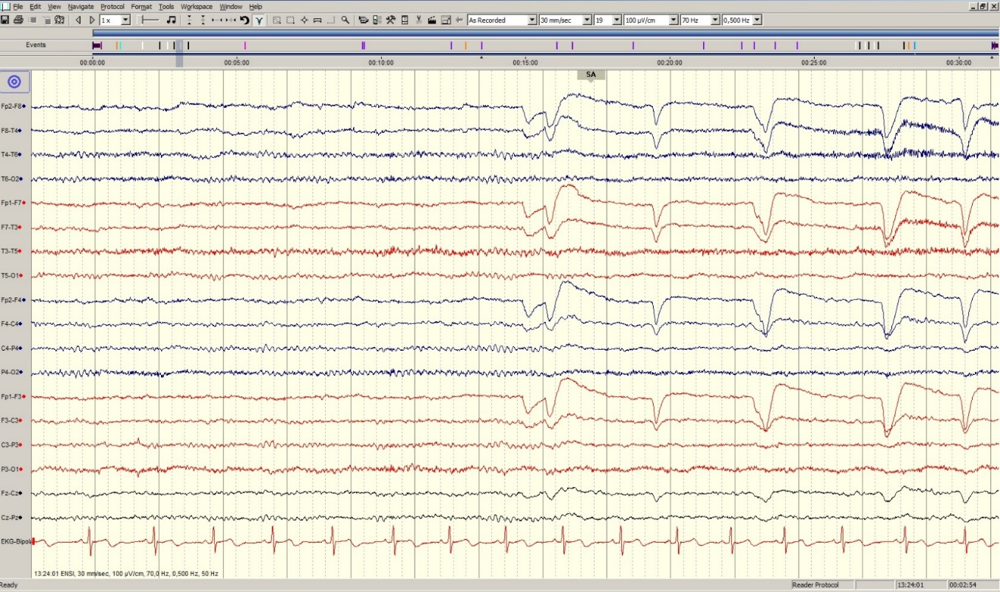 File Edit View Navigate Protocol Format Tools Workspace Window Help
1 x As Recorded 30 mm/sec 19 100 µV/cm 70 Hz 0,500 Hz
Events
00:00:00 00:05:00 00:10:00 00:15:00 00:20:00 00:25:00 00:30:00
SA
Fp2-F8
F8-T4
T4-T6
T6-O2
Fp1-F7
F7-T3
T3-T5
T5-O1
Fp2-F4
F4-C4
C4-P4
P4-O2
Fp1-F3
F3-C3
C3-P3
P3-O1
Fz-Cz
Cz-Pz
EKG-Bipol
13:24:01 ENSI, 30 mm/sec, 100 µV/cm, 70,0 Hz, 0,500 Hz, 50 Hz
Ready Reader Protocol 13:24:01 00:02:54